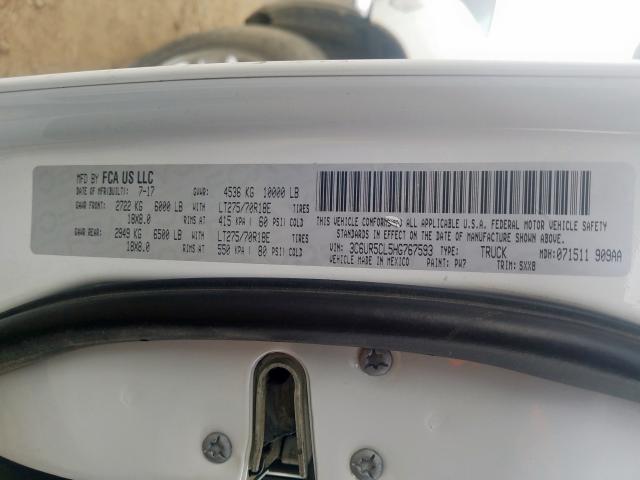 MFD BY FCA US LLC
DATE OF MFR(BUILT): 7-17 GVWR: 4536 KG 10000 LB
GAWR FRONT: 2722 KG 6000 LB WITH LT275/70R18E TIRES
18X8.0 RIMS AT 415 KPA ( 60 PSI) COLD
GAWR REAR: 2949 KG 6500 LB WITH LT275/70R18E TIRES
18X8.0 RIMS AT 550 KPA ( 80 PSI) COLD
THIS VEHICLE CONFORMS TO ALL APPLICABLE U.S.A. FEDERAL MOTOR VEHICLE SAFETY
STANDARDS IN EFFECT ON THE DATE OF MANUFACTURE SHOWN ABOVE.
VIN: 3C6UR5CL5HG767593 TYPE: TRUCK MDH: 071511 909AA
VEHICLE MADE IN MEXICO PAINT: PW7 TRIM: SXX8